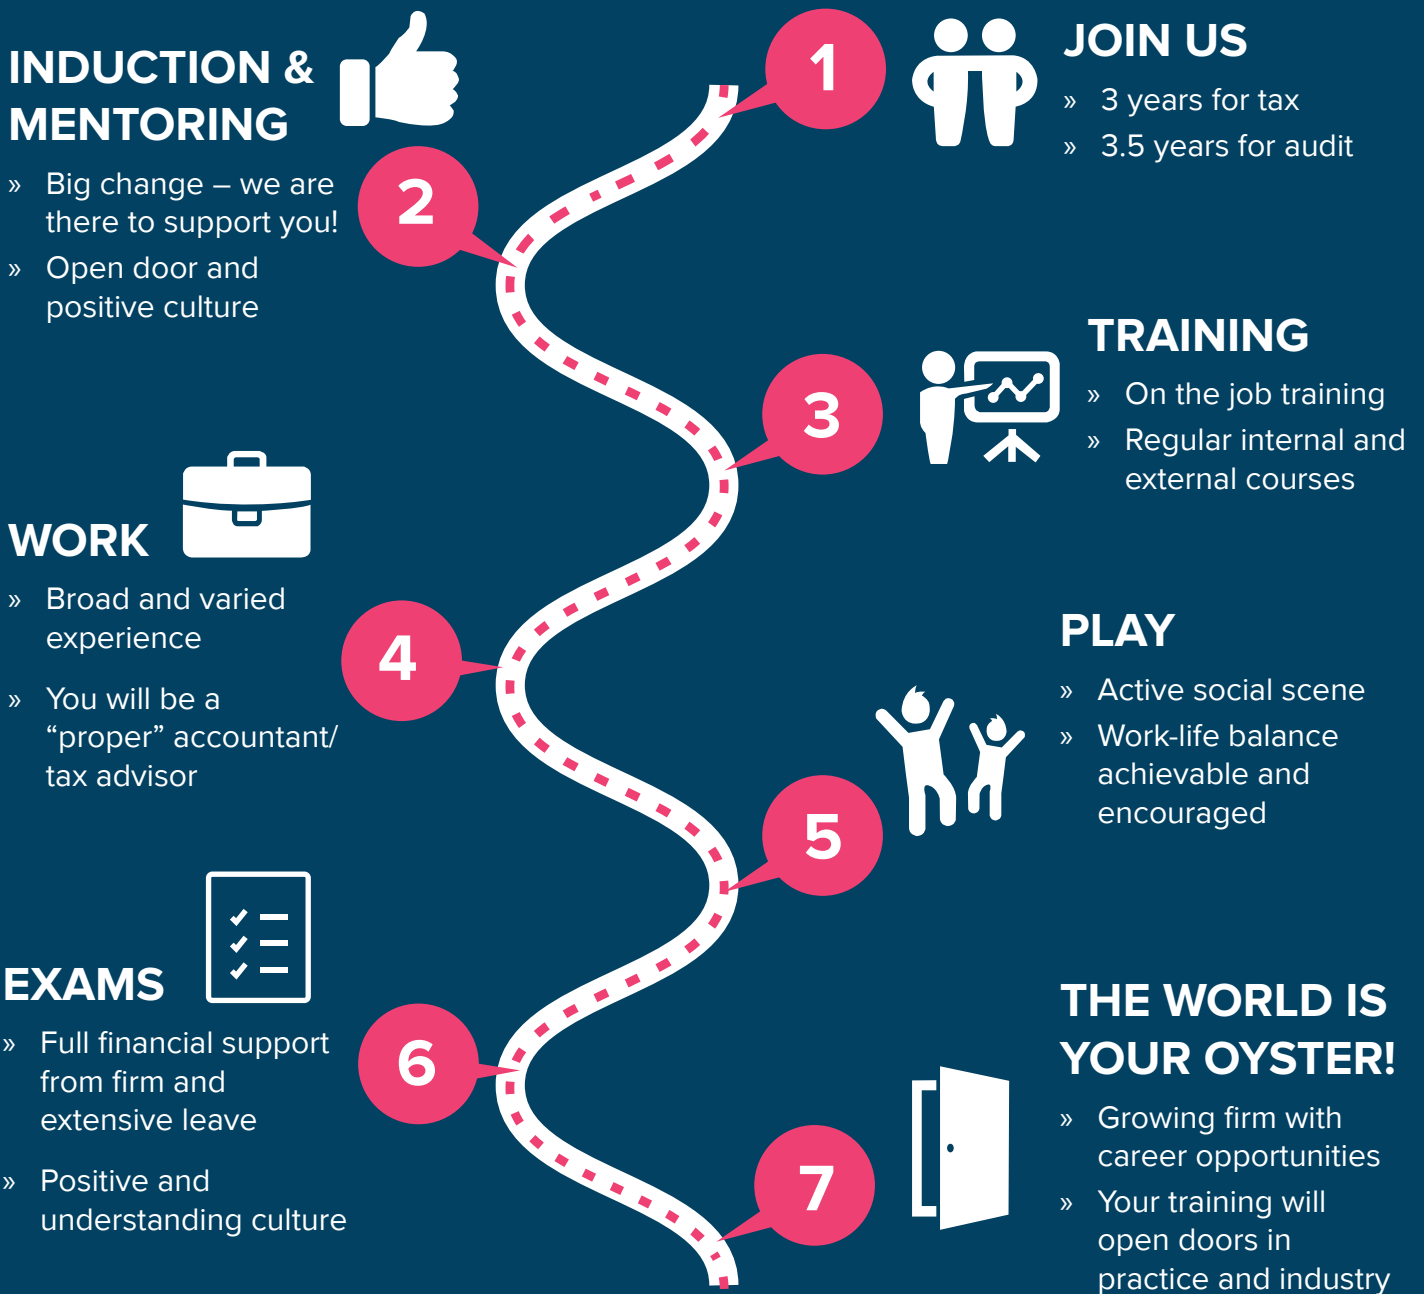 1
JOIN US
» 3 years for tax
» 3.5 years for audit
INDUCTION &
MENTORING
» Big change – we are
there to support you!
» Open door and
positive culture
2
3
TRAINING
» On the job training
» Regular internal and
external courses
WORK
» Broad and varied
experience
» You will be a
“proper” accountant/
tax advisor
4
5
PLAY
» Active social scene
» Work-life balance
achievable and
encouraged
EXAMS
» Full financial support
from firm and
extensive leave
» Positive and
understanding culture
6
7
THE WORLD IS
YOUR OYSTER!
» Growing firm with
career opportunities
» Your training will
open doors in
practice and industry